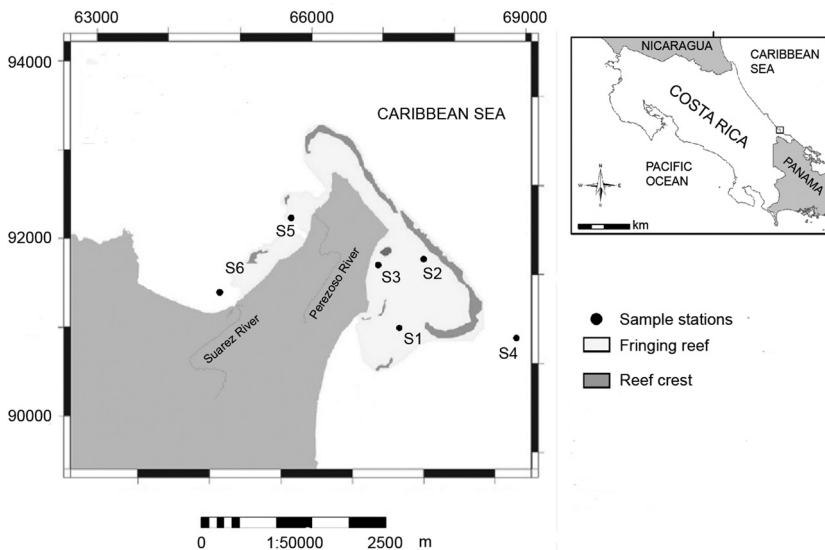 63000 66000 69000
94000
92000
90000
CARIBBEAN SEA
S5
S6
S3
S2
S1
S4
Perezoso River
Suarez River
0 1:50000 2500 m
NICARAGUA
CARIBBEAN
SEA
COSTA RICA
PANAMA
PACIFIC
OCEAN
N
W E
S
km
Sample stations
Fringing reef
Reef crest